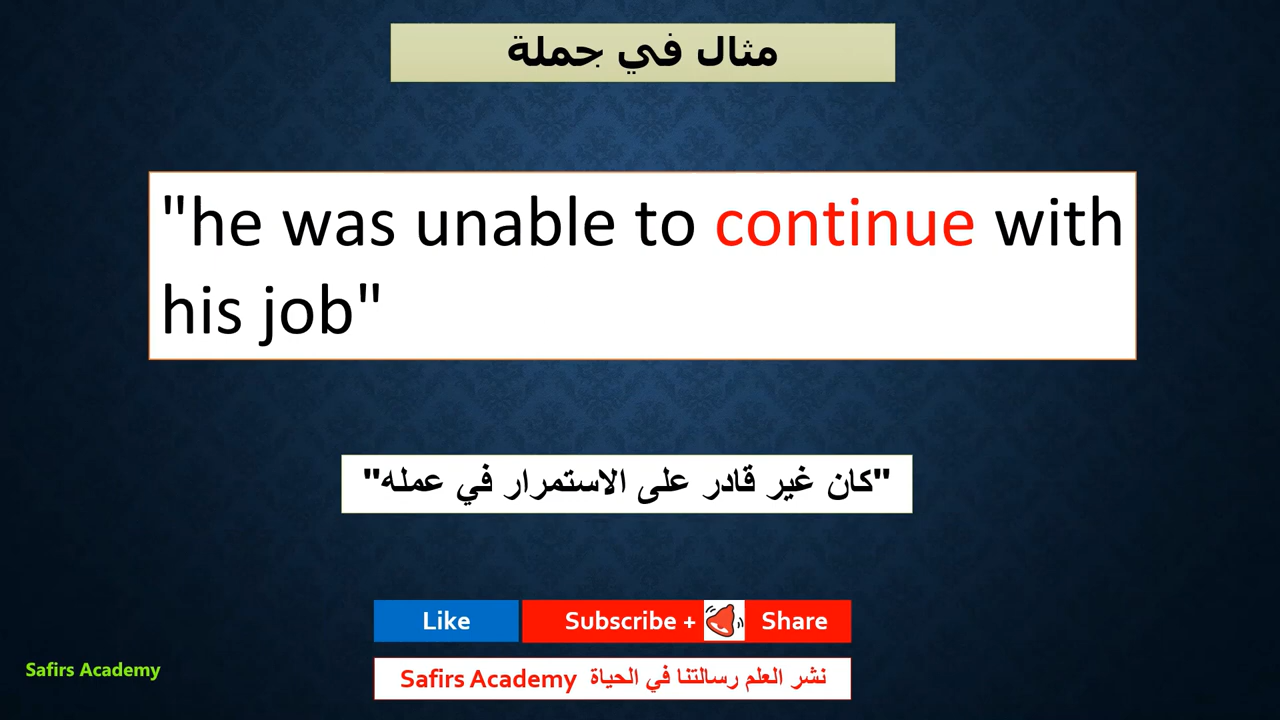 مثال في جملة
"he was unable to continue with
his job"
"كان غير قادر على الاستمرار في عمله"
Like
Subscribe + Share
Safirs Academy
Safirs Academy نشر العلم رسالتنا في الحياة